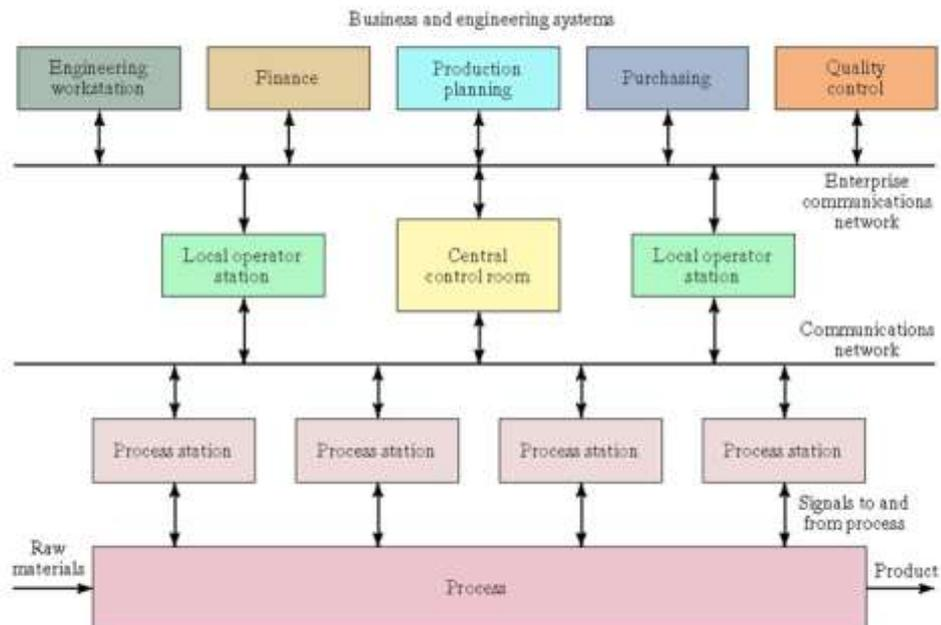 Business and engineering systems
Engineering
workstation
Finance
Production
planning
Purchasing
Quality
control
Enterprise
communications
network
Local operator
station
Central
control room
Local operator
station
Communications
network
Process station
Process station
Process station
Process station
Signals to and
from process
Raw
materials
Process
Product